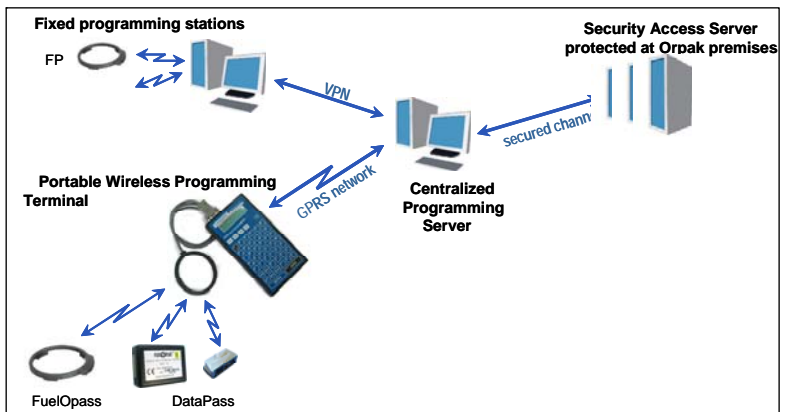 Fixed programming stations
FP
Security Access Server
protected at Orpak premises
VPN
secured chann
Portable Wireless Programming
Terminal
GPRS network
Centralized
Programming
Server
FuelOpass
DataPass